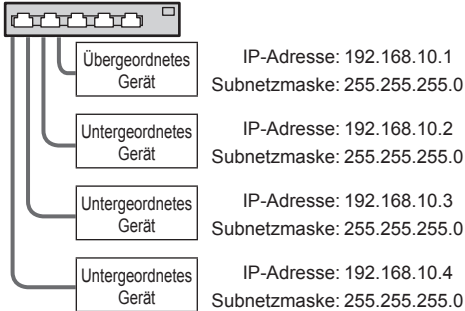 Übergeordnetes
Gerät
IP-Adresse: 192.168.10.1
Subnetzmaske: 255.255.255.0
Untergeordnetes
Gerät
IP-Adresse: 192.168.10.2
Subnetzmaske: 255.255.255.0
Untergeordnetes
Gerät
IP-Adresse: 192.168.10.3
Subnetzmaske: 255.255.255.0
Untergeordnetes
Gerät
IP-Adresse: 192.168.10.4
Subnetzmaske: 255.255.255.0